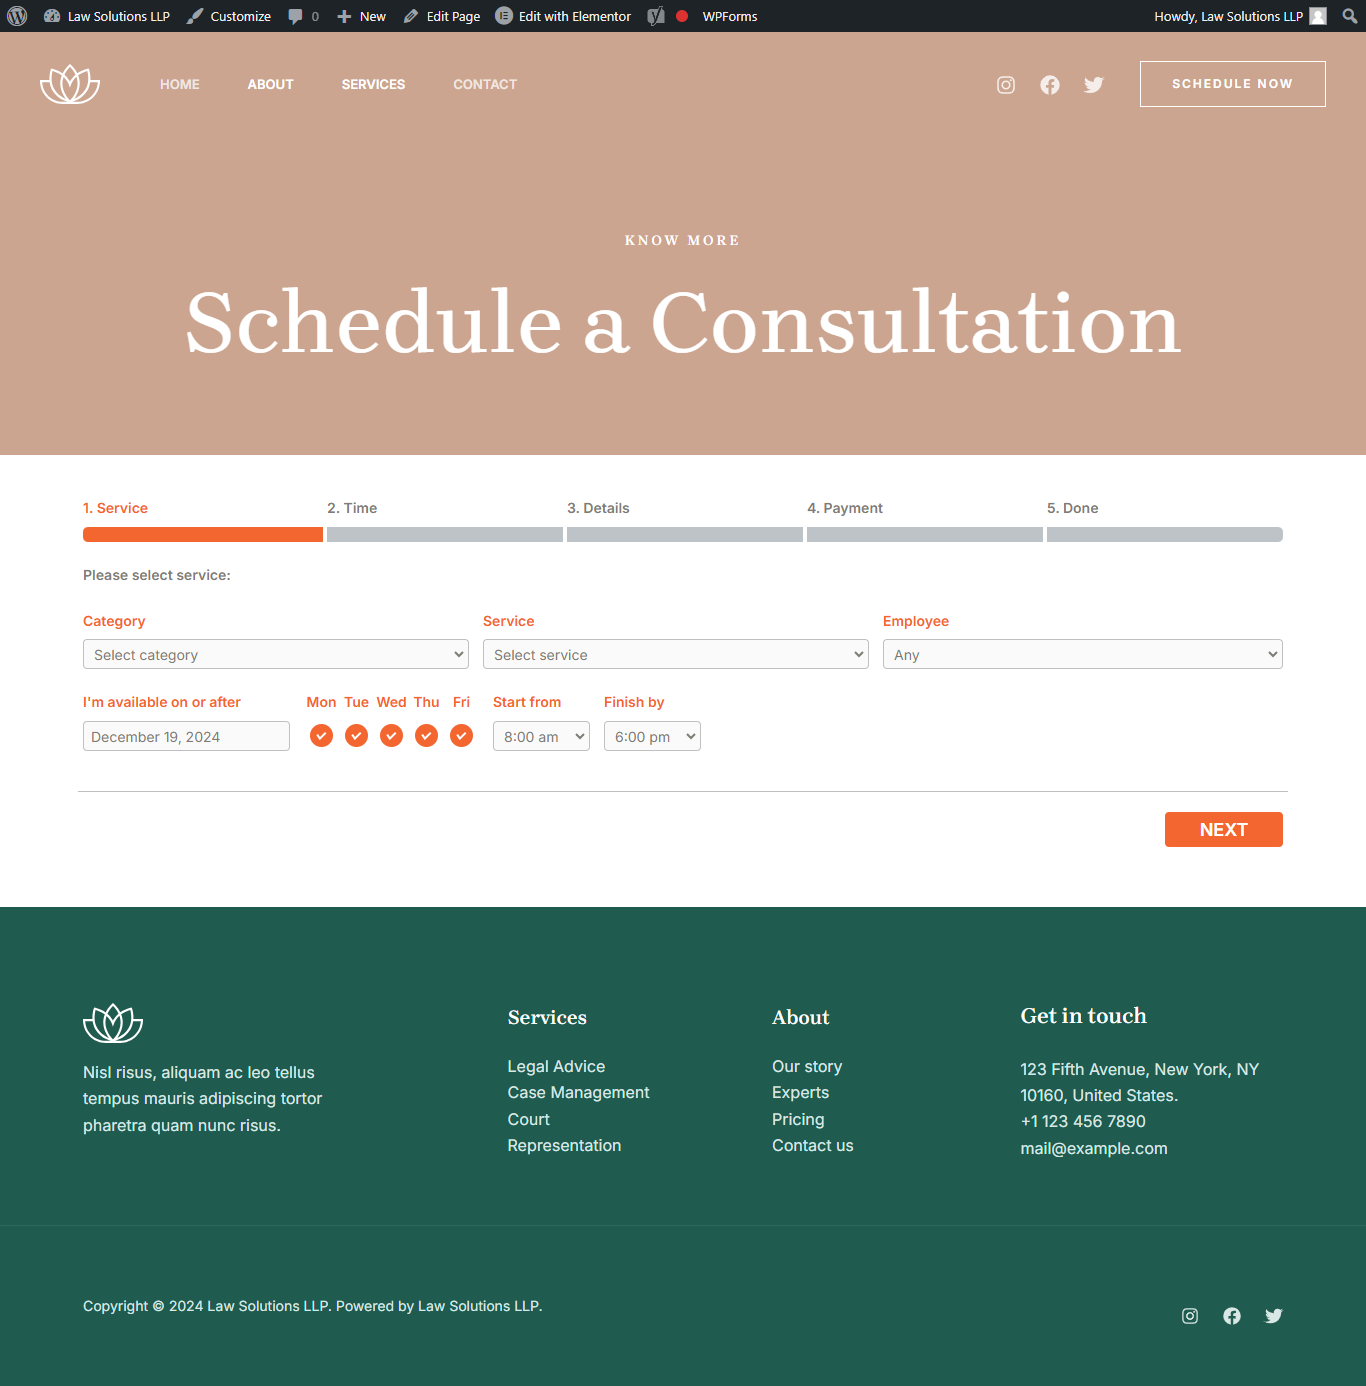 Law Solutions LLP Customize 0 New Edit Page Edit with Elementor WPForms Howdy, Law Solutions LLP
HOME ABOUT SERVICES CONTACT SCHEDULE NOW
KNOW MORE
Schedule a Consultation
1. Service 2. Time 3. Details 4. Payment 5. Done
Please select service:
Category Service Employee
Select category Select service Any
I'm available on or after Mon Tue Wed Thu Fri Start from Finish by
December 19, 2024 8:00 am 6:00 pm
NEXT
Nisl risus, aliquam ac leo tellus
tempus mauris adipiscing tortor
pharetra quam nunc risus.
Services
Legal Advice
Case Management
Court
Representation
About
Our story
Experts
Pricing
Contact us
Get in touch
123 Fifth Avenue, New York, NY
10160, United States.
+1 123 456 7890
mail@example.com
Copyright © 2024 Law Solutions LLP. Powered by Law Solutions LLP.